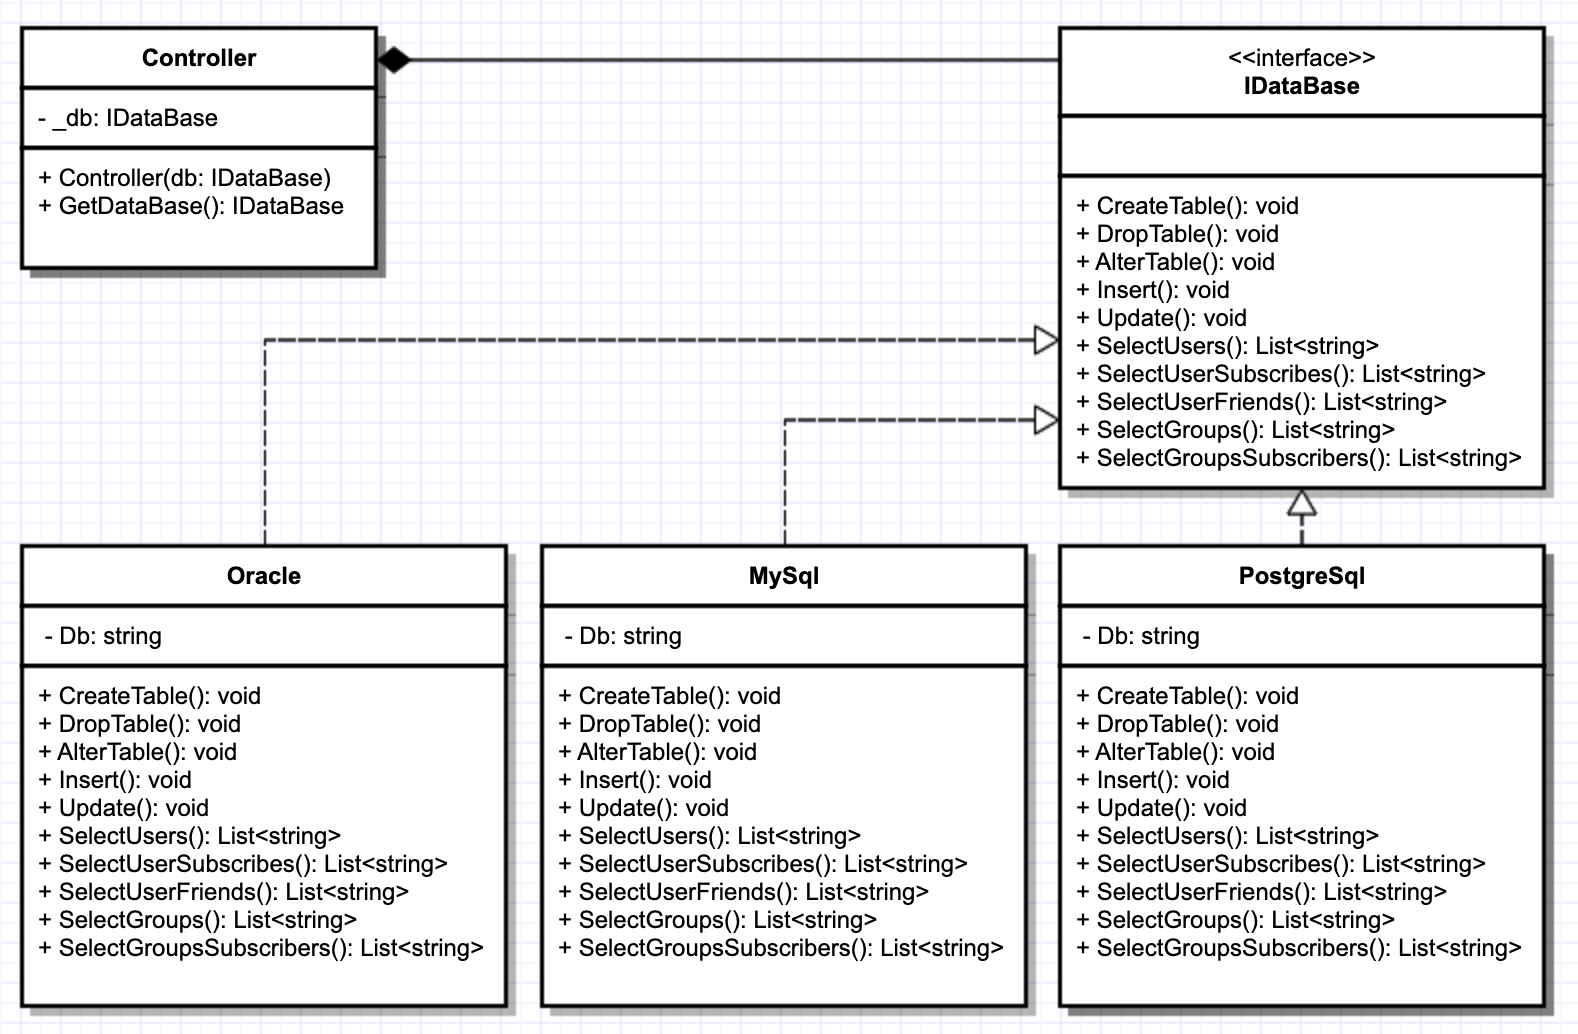 Controller
- _db: IDataBase
+ Controller(db: IDataBase)
+ GetDataBase(): IDataBase
<<interface>>
IDataBase
+ CreateTable(): void
+ DropTable(): void
+ AlterTable(): void
+ Insert(): void
+ Update(): void
+ SelectUsers(): List<string>
+ SelectUserSubscribes(): List<string>
+ SelectUserFriends(): List<string>
+ SelectGroups(): List<string>
+ SelectGroupsSubscribers(): List<string>
Oracle
- Db: string
+ CreateTable(): void
+ DropTable(): void
+ AlterTable(): void
+ Insert(): void
+ Update(): void
+ SelectUsers(): List<string>
+ SelectUserSubscribes(): List<string>
+ SelectUserFriends(): List<string>
+ SelectGroups(): List<string>
+ SelectGroupsSubscribers(): List<string>
MySql
- Db: string
+ CreateTable(): void
+ DropTable(): void
+ AlterTable(): void
+ Insert(): void
+ Update(): void
+ SelectUsers(): List<string>
+ SelectUserSubscribes(): List<string>
+ SelectUserFriends(): List<string>
+ SelectGroups(): List<string>
+ SelectGroupsSubscribers(): List<string>
PostgreSql
- Db: string
+ CreateTable(): void
+ DropTable(): void
+ AlterTable(): void
+ Insert(): void
+ Update(): void
+ SelectUsers(): List<string>
+ SelectUserSubscribes(): List<string>
+ SelectUserFriends(): List<string>
+ SelectGroups(): List<string>
+ SelectGroupsSubscribers(): List<string>